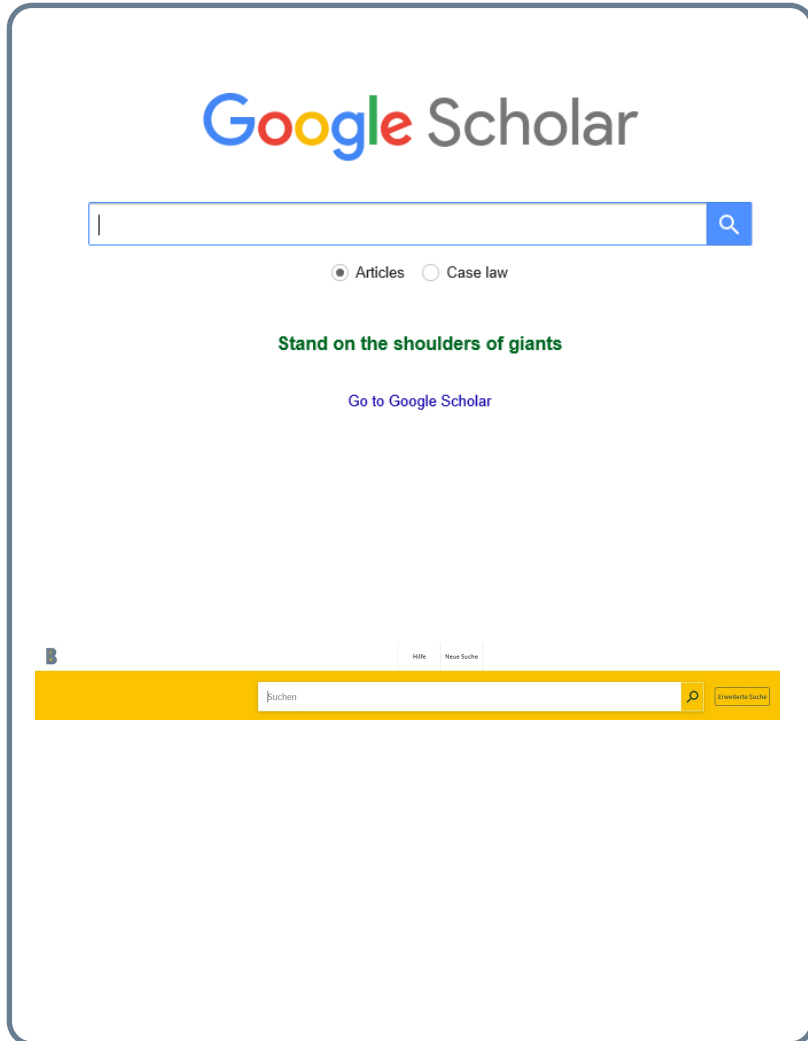 Google Scholar
Articles Case law
Stand on the shoulders of giants
Go to Google Scholar
B
Hilfe Neue Suche
Suchen
Erweiterte Suche